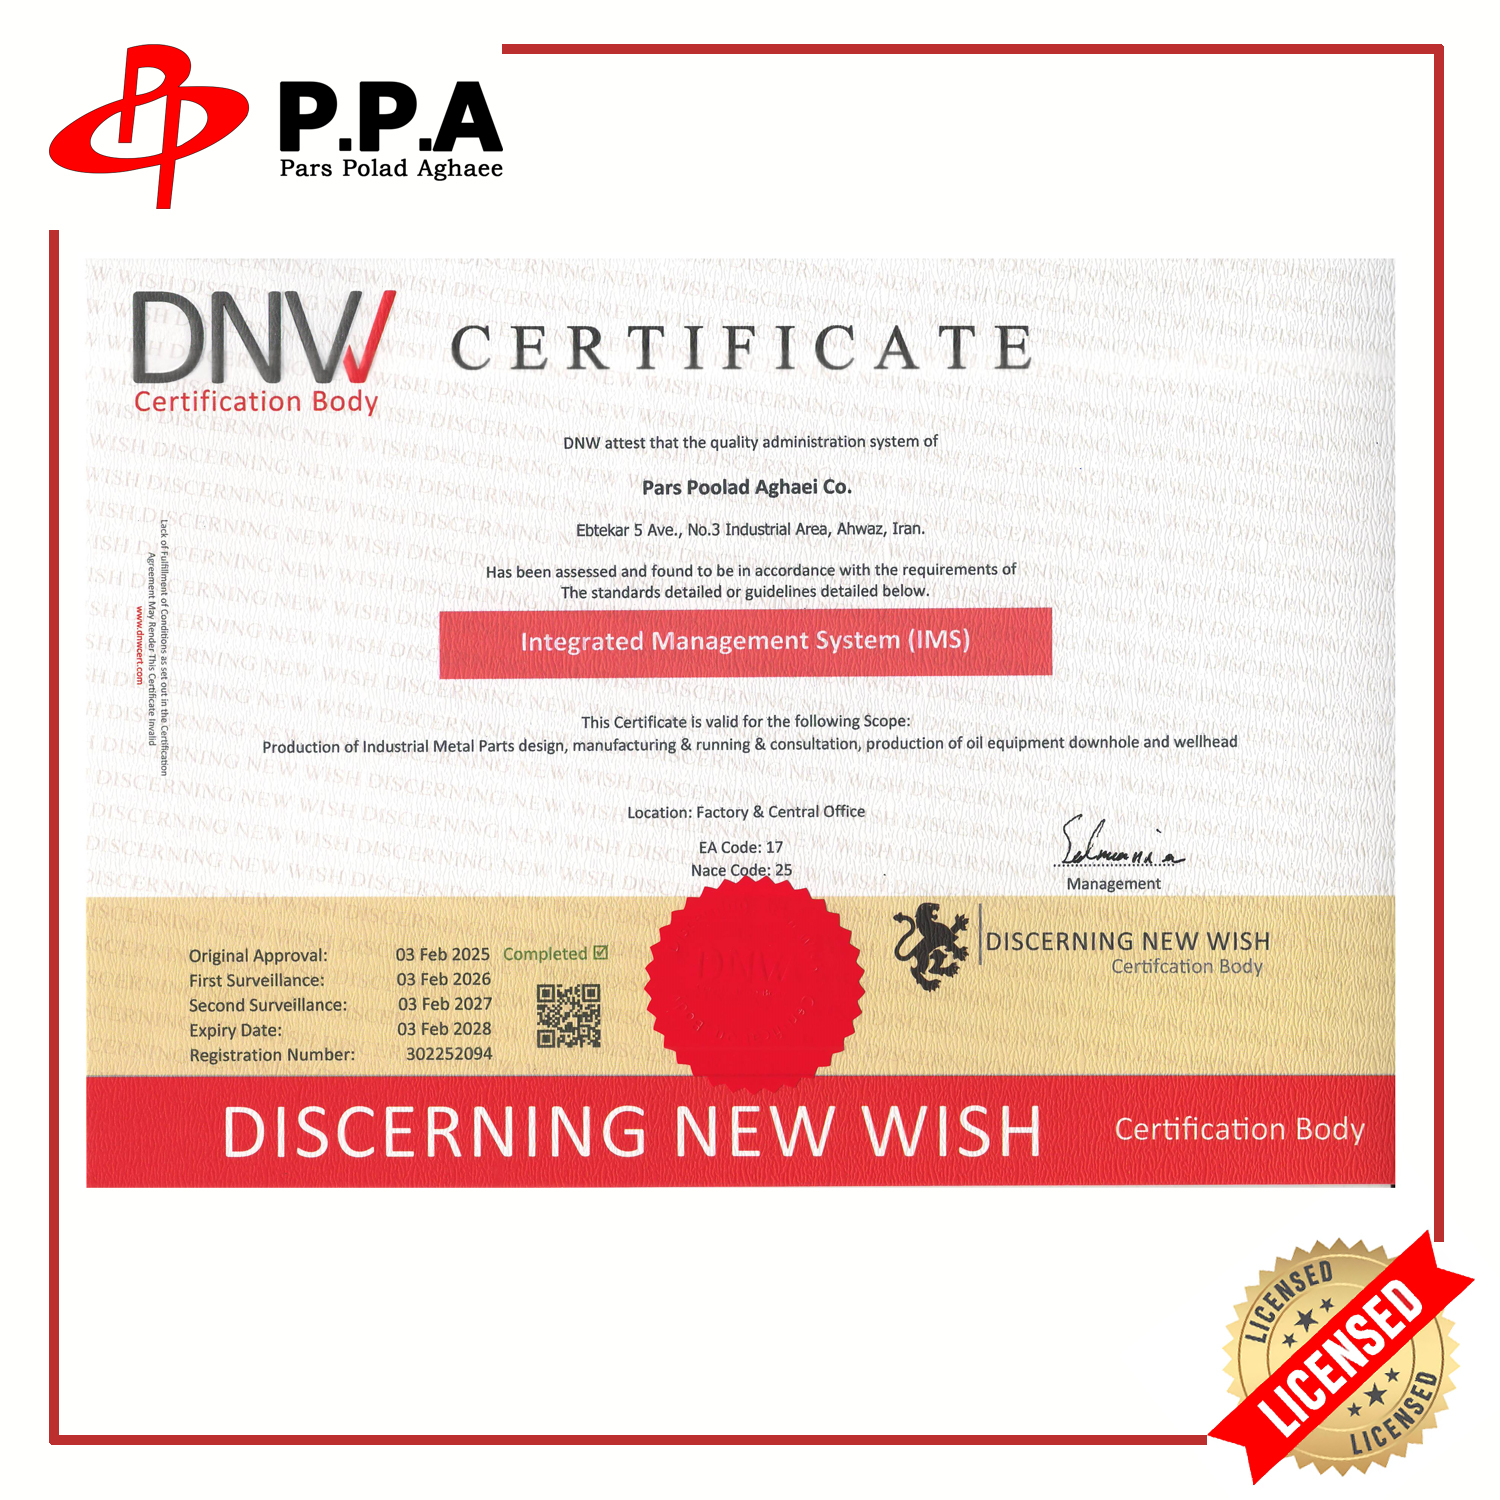 P.P.A
Pars Polad Aghaee
DNW
Certification Body
CERTIFICATE
DNW attest that the quality administration system of
Pars Poolad Aghaei Co.
Ebtekar 5 Ave., No.3 Industrial Area, Ahwaz, Iran.
Has been assessed and found to be in accordance with the requirements of
The standards detailed or guidelines detailed below.
Integrated Management System (IMS)
Lack of Fulfillment of Conditions as set out in the Certification
Agreement May Render This Certificate Invalid
www.dnwcert.com
This Certificate is valid for the following Scope:
Production of Industrial Metal Parts design, manufacturing & running & consultation, production of oil equipment downhole and wellhead
Location: Factory & Central Office
EA Code: 17
Nace Code: 25
Management
Original Approval: 03 Feb 2025 Completed ☑
First Surveillance: 03 Feb 2026
Second Surveillance: 03 Feb 2027
Expiry Date: 03 Feb 2028
Registration Number: 302252094
DNW
DISCERNING NEW WISH
Certifcation Body
DISCERNING NEW WISH
Certification Body
LICENSED
LICENSED
LICENSED